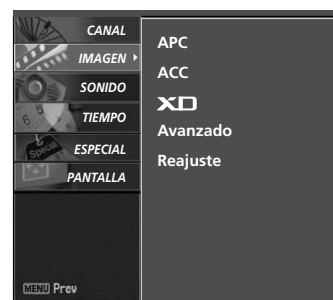 CANAL
IMAGEN
SONIDO
TIEMPO
ESPECIAL
PANTALLA
MENU Prev
APC
ACC
XD
Avanzado
Reajuste